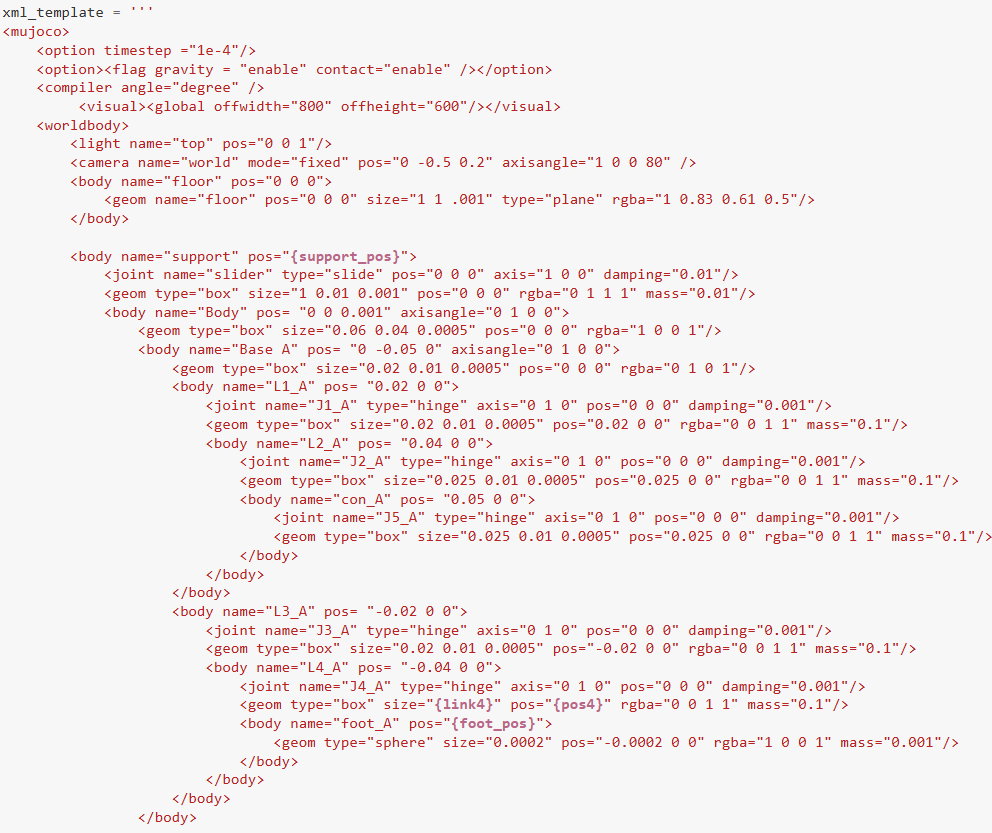 xml_template = '''
<mujoco>
    <option timestep ="1e-4"/>
    <option><flag gravity = "enable" contact="enable" /></option>
    <compiler angle="degree" />
         <visual><global offwidth="800" offheight="600"/></visual>
    <worldbody>
        <light name="top" pos="0 0 1"/>
        <camera name="world" mode="fixed" pos="0 -0.5 0.2" axisangle="1 0 0 80" />
        <body name="floor" pos="0 0 0">
            <geom name="floor" pos="0 0 0" size="1 1 .001" type="plane" rgba="1 0.83 0.61 0.5"/>
        </body>

        <body name="support" pos="{support_pos}">
            <joint name="slider" type="slide" pos="0 0 0" axis="1 0 0" damping="0.01"/>
            <geom type="box" size="1 0.01 0.001" pos="0 0 0" rgba="0 1 1 1" mass="0.01"/>
            <body name="Body" pos= "0 0 0.001" axisangle="0 1 0 0">
                <geom type="box" size="0.06 0.04 0.0005" pos="0 0 0" rgba="1 0 0 1"/>
                <body name="Base A" pos= "0 -0.05 0" axisangle="0 1 0 0">
                    <geom type="box" size="0.02 0.01 0.0005" pos="0 0 0" rgba="0 1 0 1"/>
                    <body name="L1_A" pos= "0.02 0 0">
                        <joint name="J1_A" type="hinge" axis="0 1 0" pos="0 0 0" damping="0.001"/>
                        <geom type="box" size="0.02 0.01 0.0005" pos="0.02 0 0" rgba="0 0 1 1" mass="0.1"/>
                        <body name="L2_A" pos= "0.04 0 0">
                            <joint name="J2_A" type="hinge" axis="0 1 0" pos="0 0 0" damping="0.001"/>
                            <geom type="box" size="0.025 0.01 0.0005" pos="0.025 0 0" rgba="0 0 1 1" mass="0.1"/>
                            <body name="con_A" pos= "0.05 0 0">
                                <joint name="J5_A" type="hinge" axis="0 1 0" pos="0 0 0" damping="0.001"/>
                                <geom type="box" size="0.025 0.01 0.0005" pos="0.025 0 0" rgba="0 0 1 1" mass="0.1"/>
                            </body>
                        </body>
                    </body>
                    <body name="L3_A" pos= "-0.02 0 0">
                        <joint name="J3_A" type="hinge" axis="0 1 0" pos="0 0 0" damping="0.001"/>
                        <geom type="box" size="0.02 0.01 0.0005" pos="-0.02 0 0" rgba="0 0 1 1" mass="0.1"/>
                        <body name="L4_A" pos= "-0.04 0 0">
                            <joint name="J4_A" type="hinge" axis="0 1 0" pos="0 0 0" damping="0.001"/>
                            <geom type="box" size="{link4}" pos="{pos4}" rgba="0 0 1 1" mass="0.1"/>
                            <body name="foot_A" pos="{foot_pos}">
                                <geom type="sphere" size="0.0002" pos="-0.0002 0 0" rgba="1 0 0 1" mass="0.001"/>
                            </body>
                        </body>
                    </body>
                </body>